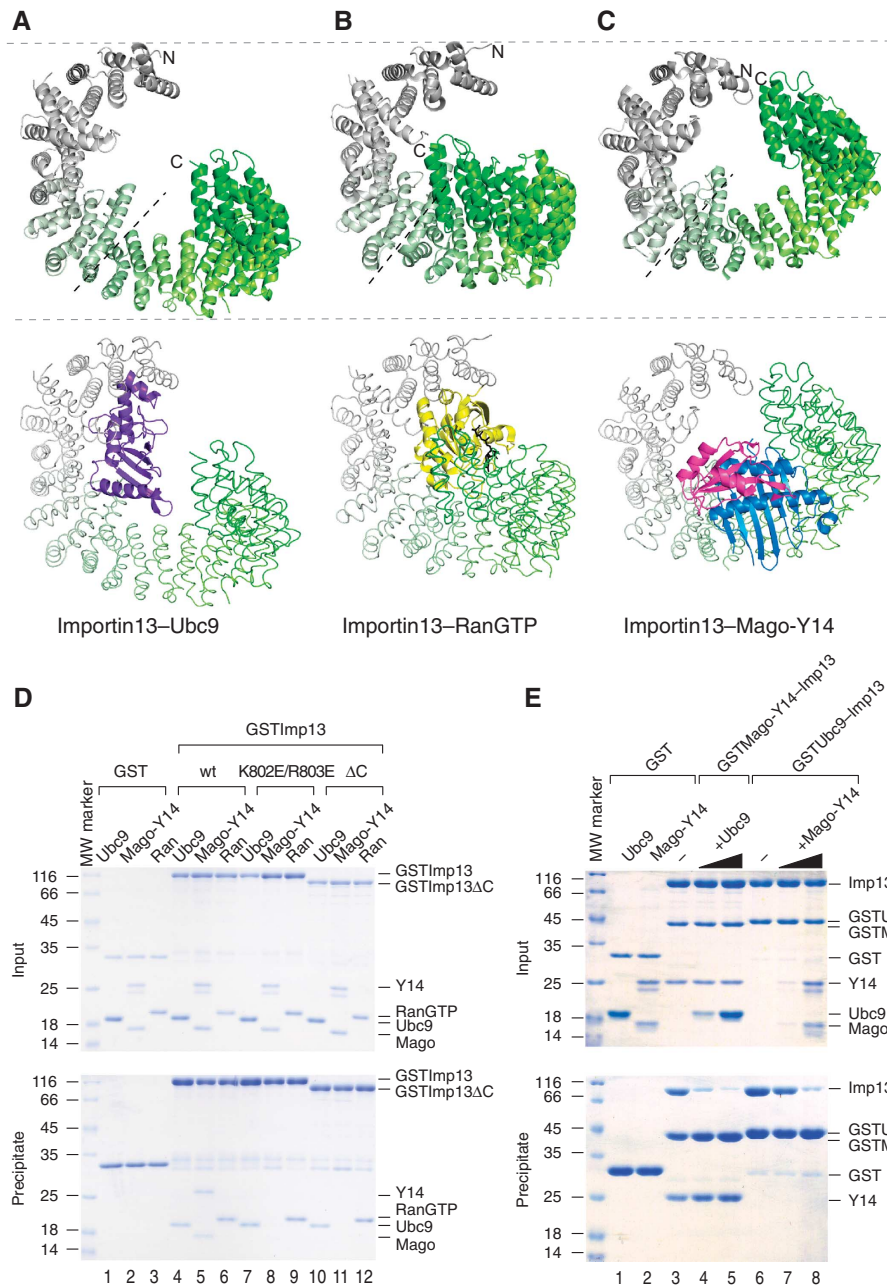 A
B
C
N
C
N
C
N
C
Importin13–Ubc9
Importin13–RanGTP
Importin13–Mago-Y14
D
GSTImp13
GST
wt
K802E/R803E
ΔC
MW marker
Ubc9
Mago-Y14
Ran
Ubc9
Mago-Y14
Ran
Ubc9
Mago-Y14
Ran
Ubc9
Mago-Y14
Ran
Input
116
66
45
35
25
18
14
GSTImp13
GSTImp13ΔC
Y14
RanGTP
Ubc9
Mago
Precipitate
116
66
45
35
25
18
14
GSTImp13
GSTImp13ΔC
Y14
RanGTP
Ubc9
Mago
1 2 3 4 5 6 7 8 9 10 11 12
E
GST
GSTMago-Y14–Imp13
GSTUbc9–Imp13
MW marker
Ubc9
Mago-Y14
–
+Ubc9
–
+Mago-Y14
Input
116
66
45
35
25
18
14
Imp13
GSTU
GSTM
GST
Y14
Ubc9
Mago
Precipitate
116
66
45
35
25
18
14
Imp13
GSTU
GSTM
GST
Y14
1 2 3 4 5 6 7 8